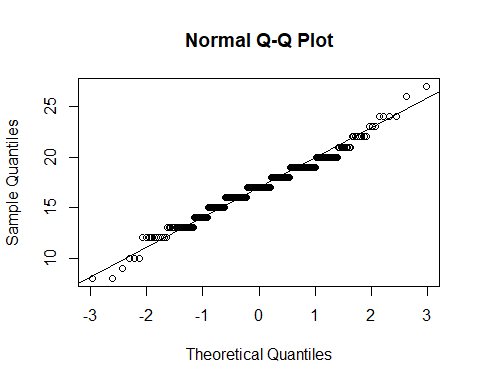 Normal Q-Q Plot
Sample Quantiles
25
20
15
10
-3 -2 -1 0 1 2 3
Theoretical Quantiles